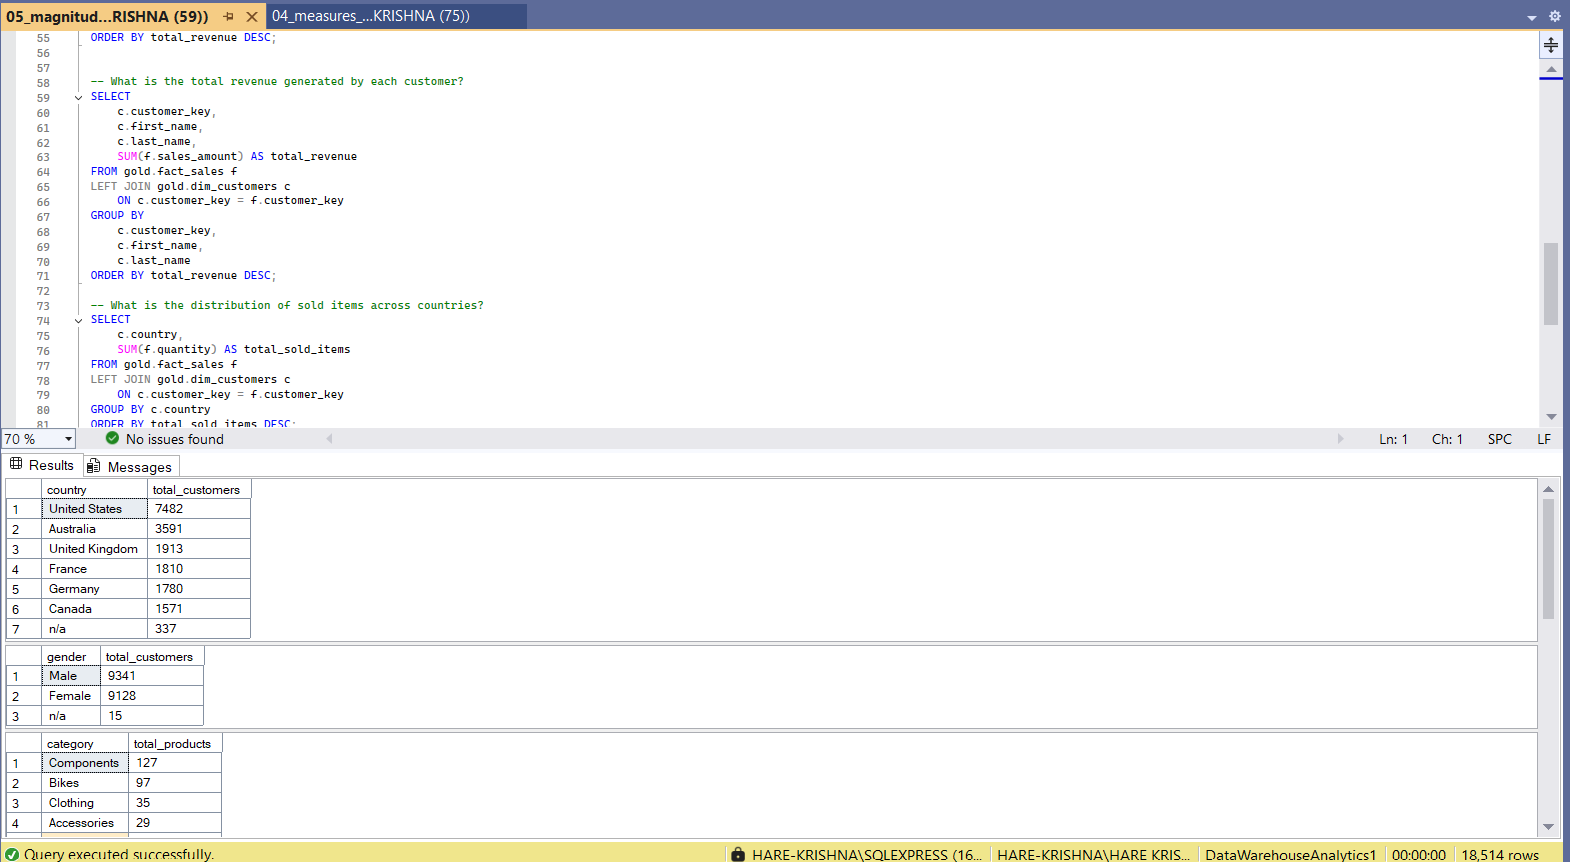 05_magnitud...RISHNA (59))
04_measures_...KRISHNA (75))
55 ORDER BY total_revenue DESC;
56
57
58 -- What is the total revenue generated by each customer?
59 SELECT
60 c.customer_key,
61 c.first_name,
62 c.last_name,
63 SUM(f.sales_amount) AS total_revenue
64 FROM gold.fact_sales f
65 LEFT JOIN gold.dim_customers c
66 ON c.customer_key = f.customer_key
67 GROUP BY
68 c.customer_key,
69 c.first_name,
70 c.last_name
71 ORDER BY total_revenue DESC;
72
73 -- What is the distribution of sold items across countries?
74 SELECT
75 c.country,
76 SUM(f.quantity) AS total_sold_items
77 FROM gold.fact_sales f
78 LEFT JOIN gold.dim_customers c
79 ON c.customer_key = f.customer_key
80 GROUP BY c.country
81 ORDER BY total_sold_items DESC;
70 % No issues found Ln: 1 Ch: 1 SPC LF
Results Messages
country total_customers
1 United States 7482
2 Australia 3591
3 United Kingdom 1913
4 France 1810
5 Germany 1780
6 Canada 1571
7 n/a 337
gender total_customers
1 Male 9341
2 Female 9128
3 n/a 15
category total_products
1 Components 127
2 Bikes 97
3 Clothing 35
4 Accessories 29
Query executed successfully. HARE-KRISHNA\SQLEXPRESS (16... HARE-KRISHNA\HARE KRIS... DataWarehouseAnalytics1 00:00:00 18,514 rows